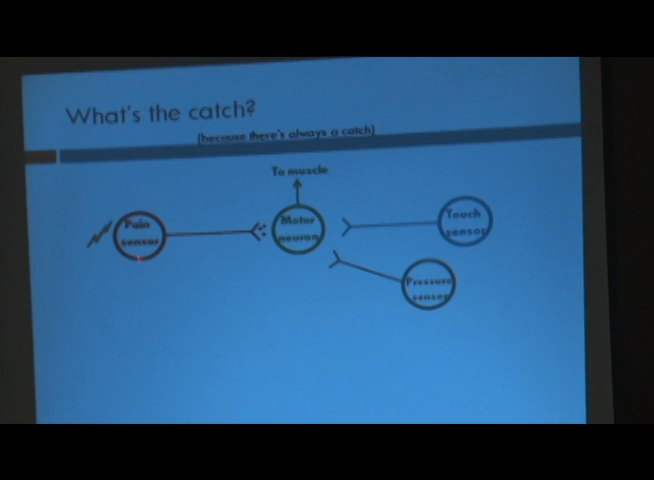 What's the catch?
(because there's always a catch)
To muscle
Pain
sensor
Motor
neuron
Touch
sensor
Pressure
sensor